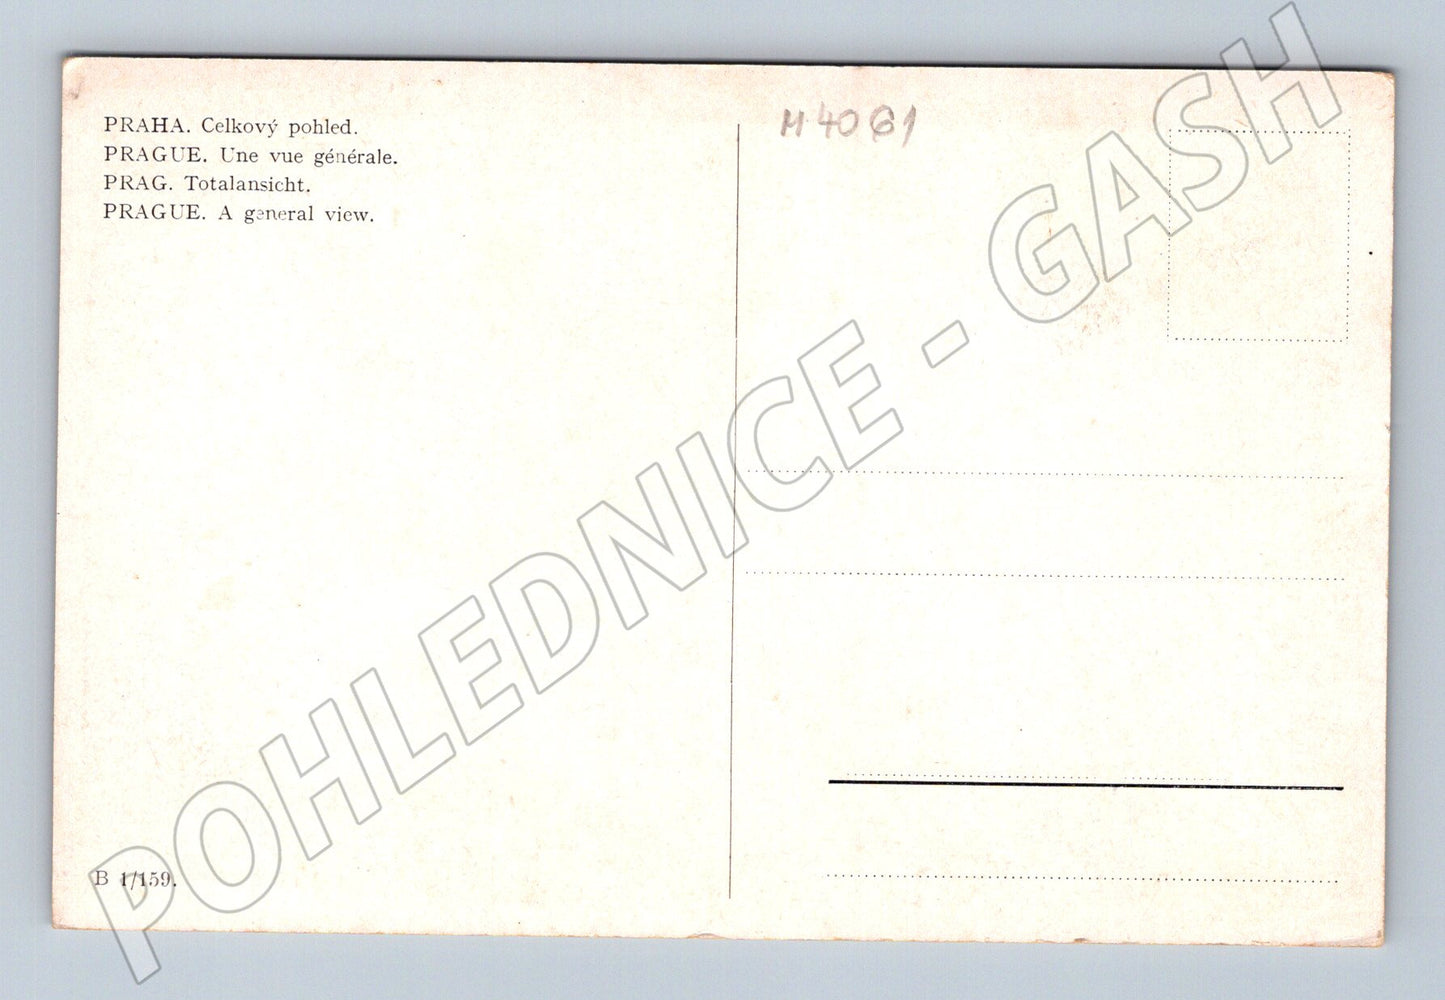 PRAHA. Celkový pohled.
PRAGUE. Une vue générale.
PRAG. Totalansicht.
PRAGUE. A general view.
M 4061
B 1/159.
POHLEDNICE - GASH